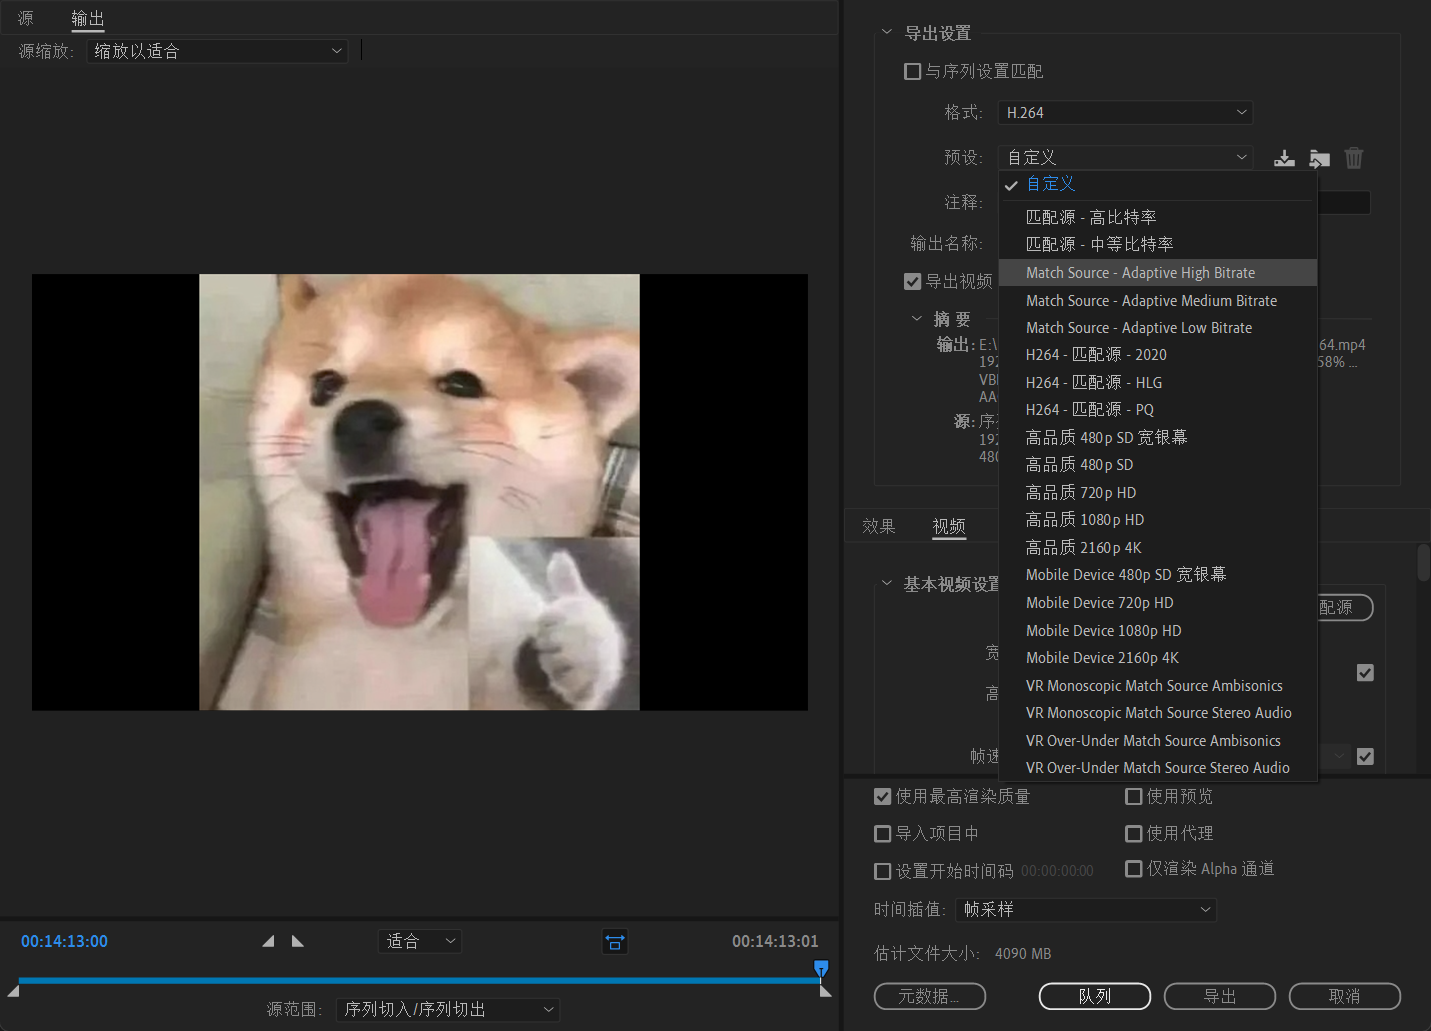 源 输出
源缩放: 缩放以适合
导出设置
与序列设置匹配
格式: H.264
预设: 自定义
注释:
输出名称:
导出视频
摘要
输出: E:\
192
VBI
AA
64.mp4
58% ...
源: 序
192
480
自定义
匹配源 - 高比特率
匹配源 - 中等比特率
Match Source - Adaptive High Bitrate
Match Source - Adaptive Medium Bitrate
Match Source - Adaptive Low Bitrate
H264 - 匹配源 - 2020
H264 - 匹配源 - HLG
H264 - 匹配源 - PQ
高品质 480p SD 宽银幕
高品质 480p SD
高品质 720p HD
高品质 1080p HD
高品质 2160p 4K
Mobile Device 480p SD 宽银幕
Mobile Device 720p HD
Mobile Device 1080p HD
Mobile Device 2160p 4K
VR Monoscopic Match Source Ambisonics
VR Monoscopic Match Source Stereo Audio
VR Over-Under Match Source Ambisonics
VR Over-Under Match Source Stereo Audio
效果 视频
基本视频设置
配源
宽
高
帧速
使用最高渲染质量 使用预览
导入项目中 使用代理
设置开始时间码 00:00:00:00 仅渲染 Alpha 通道
时间插值: 帧采样
估计文件大小: 4090 MB
元数据... 队列 导出 取消
00:14:13:00 适合 00:14:13:01
源范围: 序列切入/序列切出